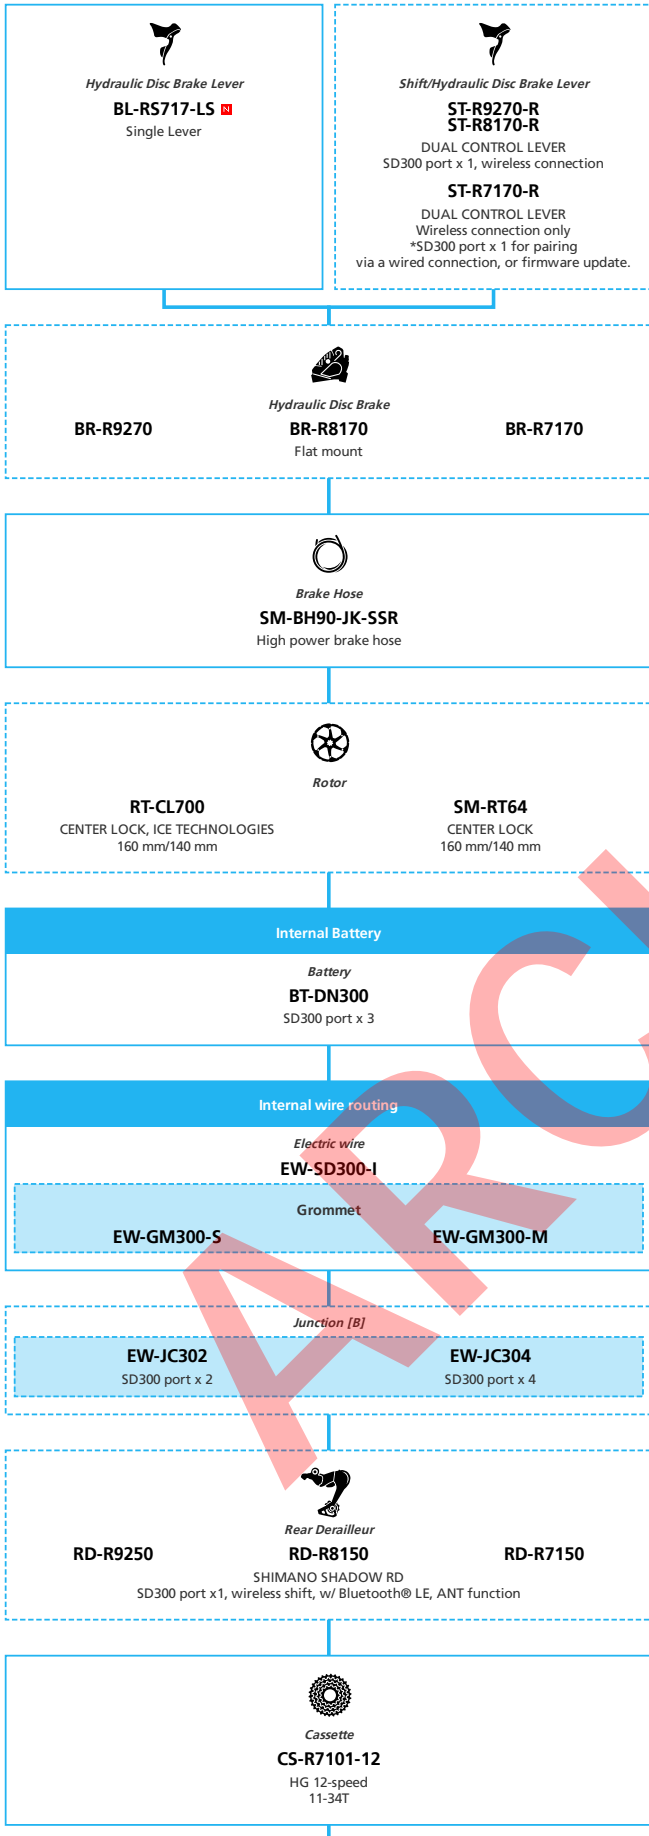 Hydraulic Disc Brake Lever
BL-RS717-LS N
Single Lever
Shift/Hydraulic Disc Brake Lever
ST-R9270-R
ST-R8170-R
DUAL CONTROL LEVER
SD300 port x 1, wireless connection
ST-R7170-R
DUAL CONTROL LEVER
Wireless connection only
*SD300 port x 1 for pairing
via a wired connection, or firmware update.
Hydraulic Disc Brake
BR-R9270 BR-R8170 BR-R7170
Flat mount
Brake Hose
SM-BH90-JK-SSR
High power brake hose
Rotor
RT-CL700 SM-RT64
CENTER LOCK, ICE TECHNOLOGIES CENTER LOCK
160 mm/140 mm 160 mm/140 mm
Internal Battery
Battery
BT-DN300
SD300 port x 3
Internal wire routing
Electric wire
EW-SD300-I
Grommet
EW-GM300-S EW-GM300-M
Junction [B]
EW-JC302 EW-JC304
SD300 port x 2 SD300 port x 4
Rear Derailleur
RD-R9250 RD-R8150 RD-R7150
SHIMANO SHADOW RD
SD300 port x1, wireless shift, w/ Bluetooth® LE, ANT function
Cassette
CS-R7101-12
HG 12-speed
11-34T
ARC